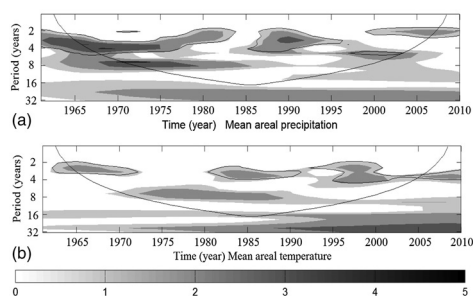 Period (years)
2
4
8
16
32
1965 1970 1975 1980 1985 1990 1995 2000 2005 2010
(a) Time (year) Mean areal precipitation
Period (years)
2
4
8
16
32
1965 1970 1975 1980 1985 1990 1995 2000 2005 2010
(b) Time (year) Mean areal temperature
0 1 2 3 4 5